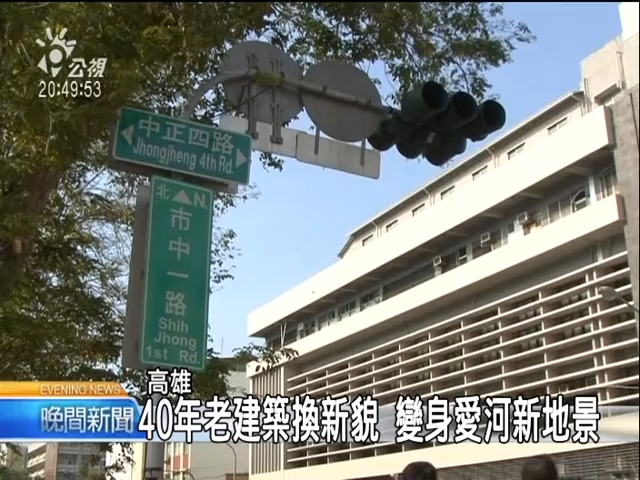 公視
20:49:53
中正四路
Jhongjheng 4th Rd.
北 N.
市中一路
Shih
Jhong
1st Rd.
EVENING NEWS
晚間新聞
高雄
40年老建築換新貌 變身愛河新地景